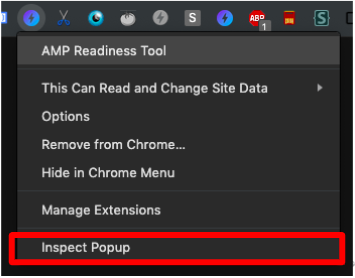 S
ABP
1
S
AMP Readiness Tool
This Can Read and Change Site Data
Options
Remove from Chrome...
Hide in Chrome Menu
Manage Extensions
Inspect Popup